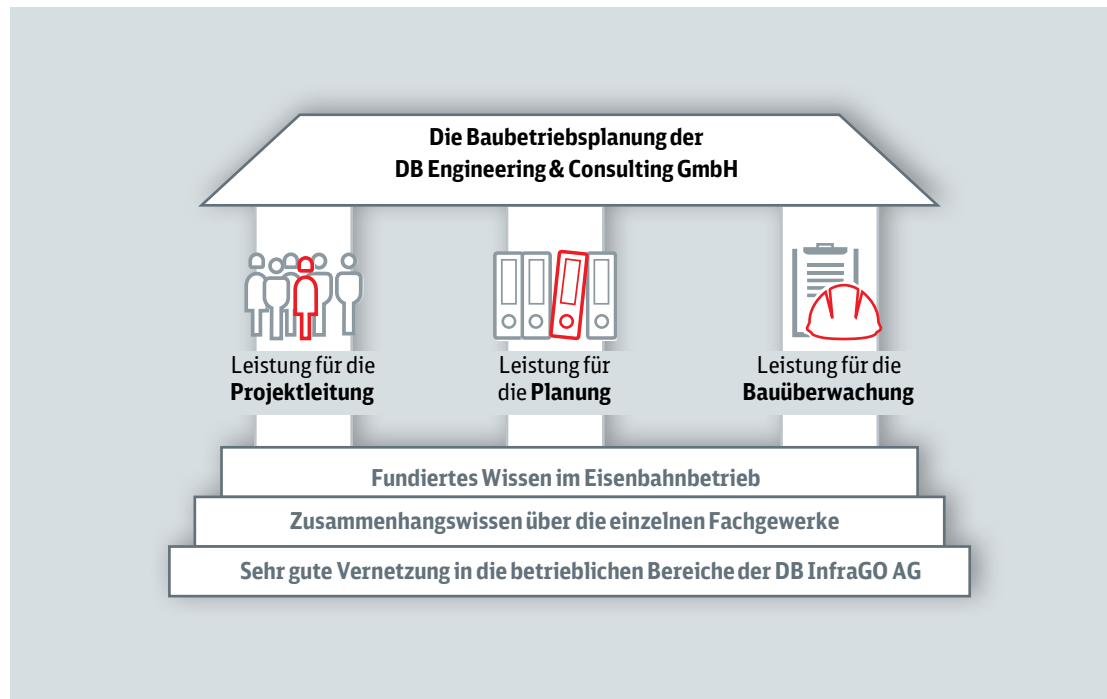 Die Baubetriebsplanung der
DB Engineering & Consulting GmbH
Leistung für die
Projektleitung
Leistung für
die Planung
Leistung für die
Bauüberwachung
Fundiertes Wissen im Eisenbahnbetrieb
Zusammenhangswissen über die einzelnen Fachgewerke
Sehr gute Vernetzung in die betrieblichen Bereiche der DB InfraGO AG